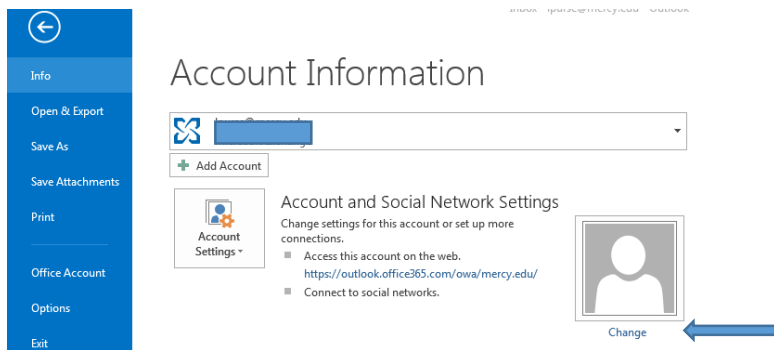 Info
Open & Export
Save As
Save Attachments
Print
Office Account
Options
Exit
Account Information
Add Account
Account
Settings
Account and Social Network Settings
Change settings for this account or set up more
connections.
Access this account on the web.
https://outlook.office365.com/owa/mercy.edu/
Connect to social networks.
Change